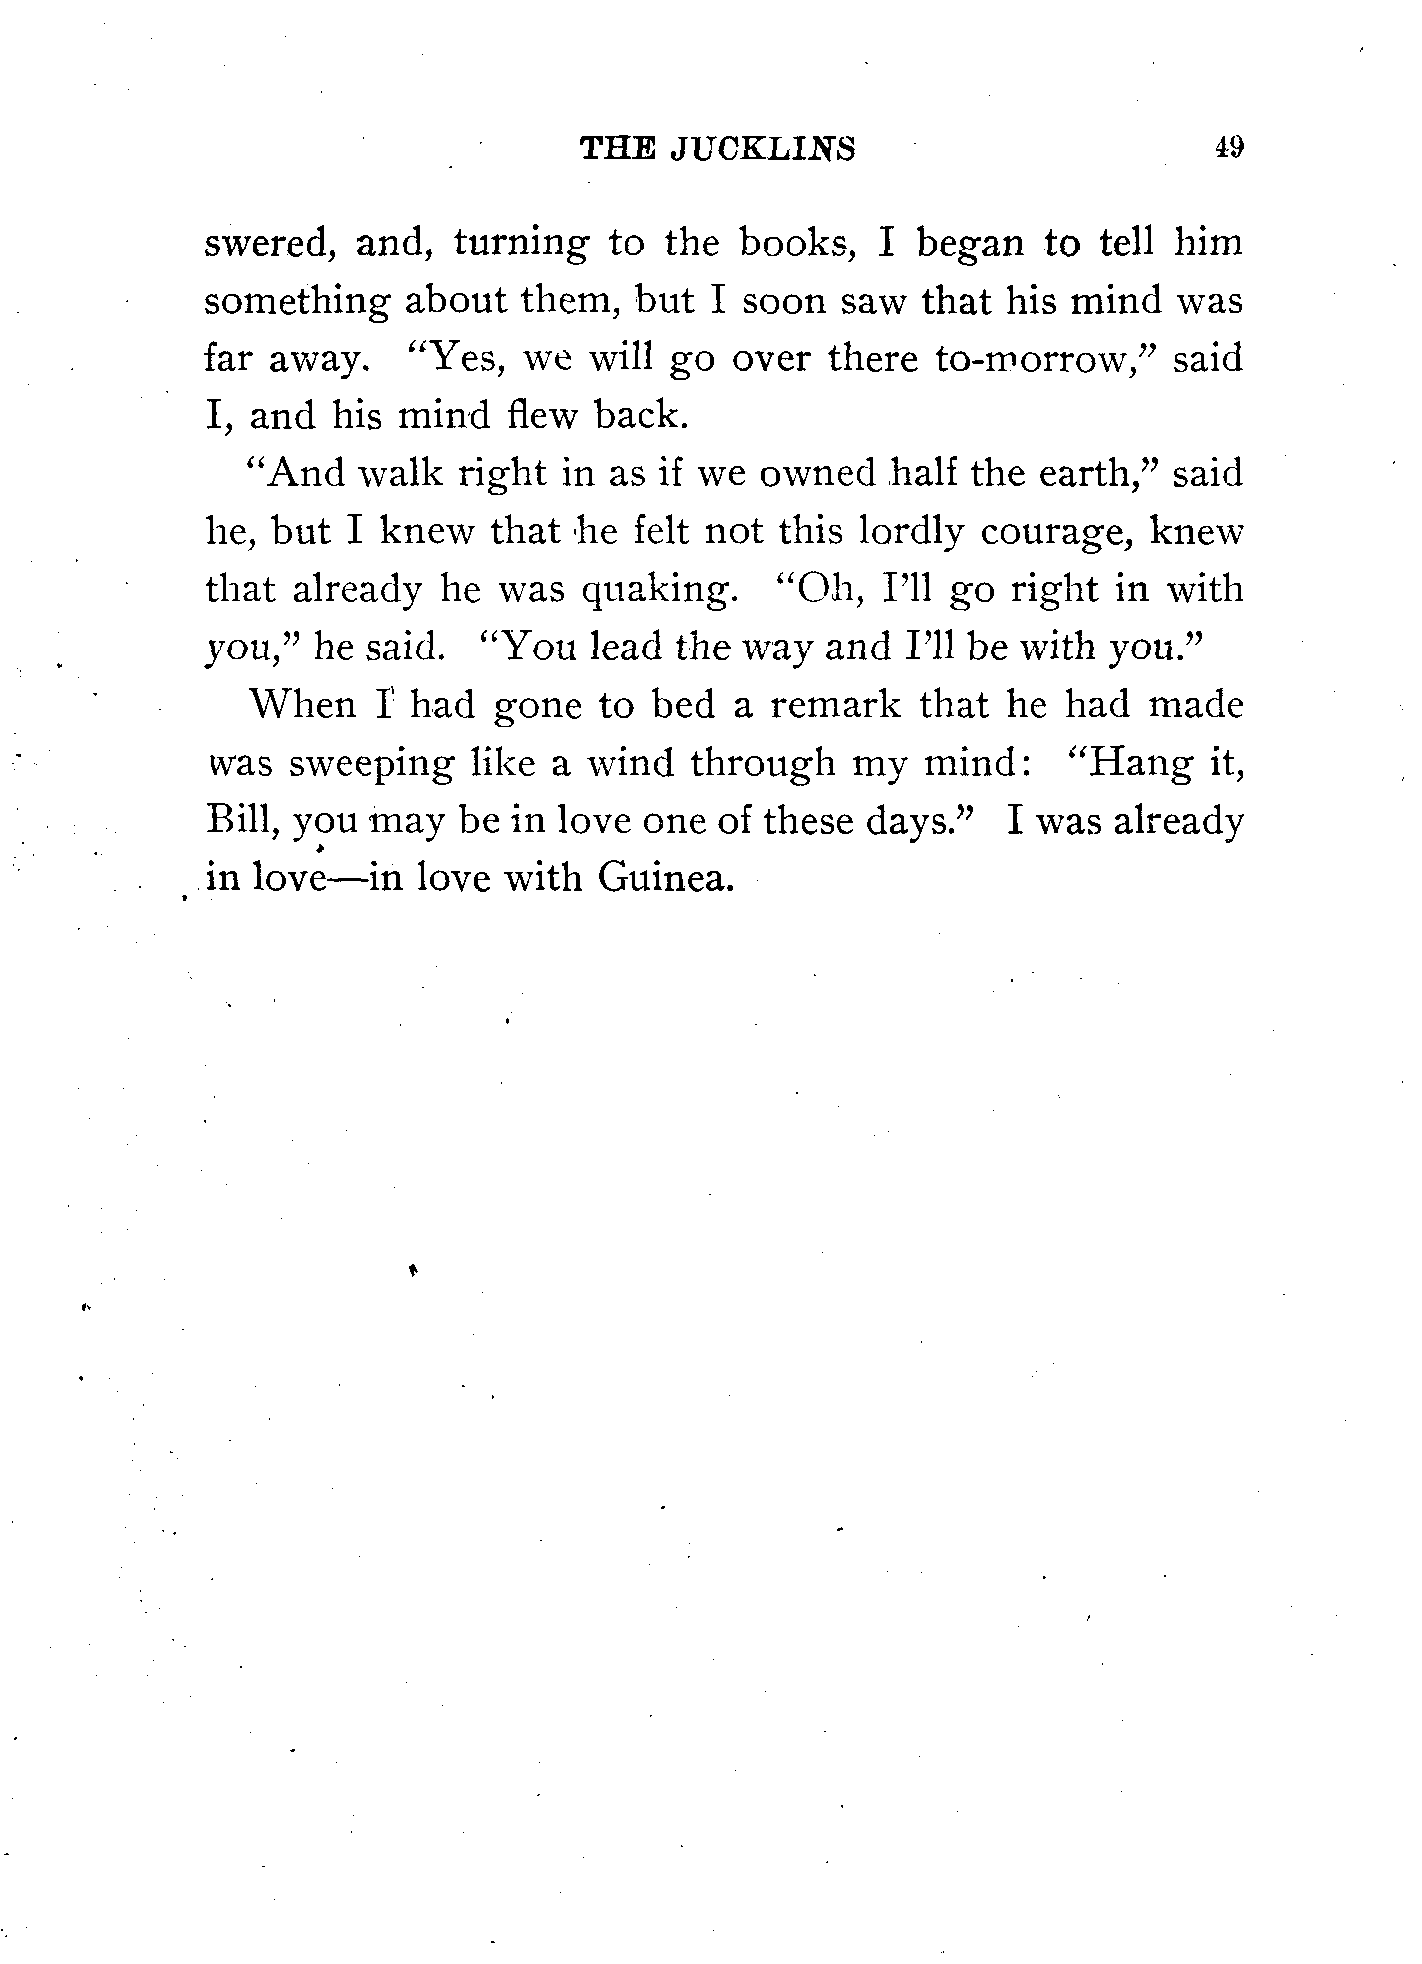 THE JUCKLINS 49
swered, and, turning to the books, I began to tell him
something about them, but I soon saw that his mind was
far away. “Yes, we will go over there to-morrow,” said
I, and his mind flew back.
“And walk right in as if we owned half the earth,” said
he, but I knew that he felt not this lordly courage, knew
that already he was quaking. “Oh, I’ll go right in with
you,” he said. “You lead the way and I’ll be with you.”
When I had gone to bed a remark that he had made
was sweeping like a wind through my mind: “Hang it,
Bill, you may be in love one of these days.” I was already
in love—in love with Guinea.